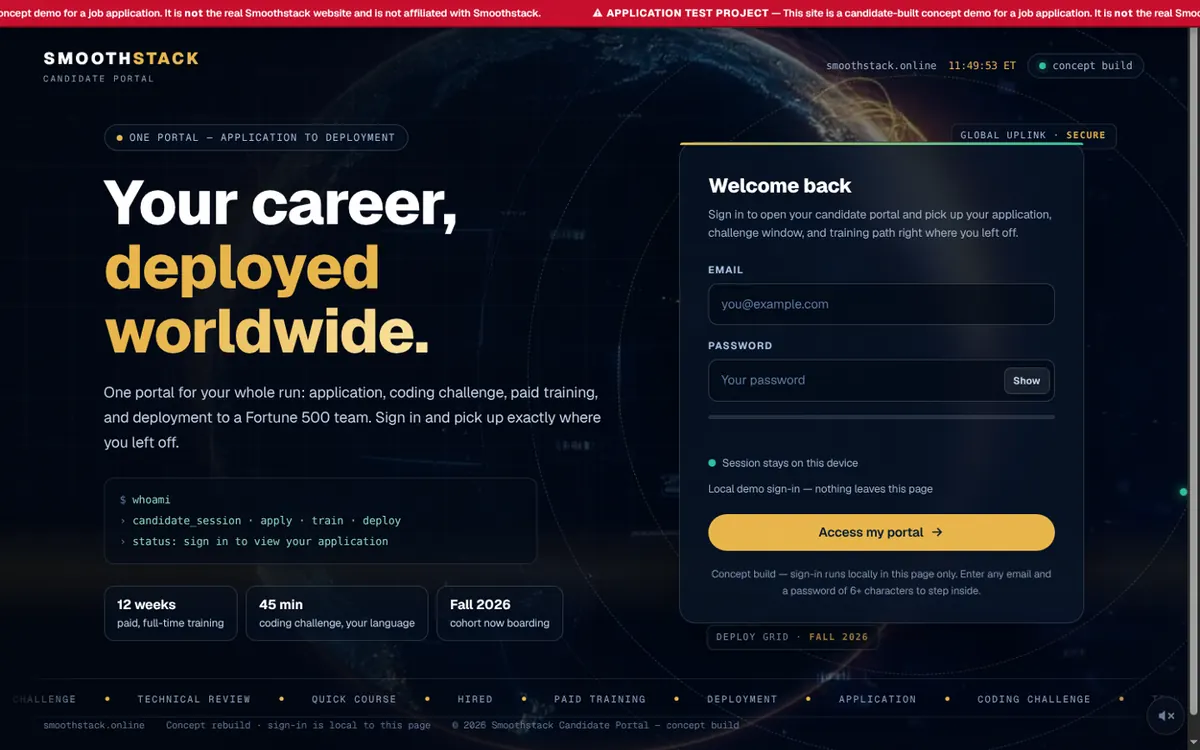 oncept demo for a job application. It is not the real Smoothstack website and is not affiliated with Smoothstack.
⚠ APPLICATION TEST PROJECT — This site is a candidate-built concept demo for a job application. It is not the real Smoo
SMOOTHSTACK
CANDIDATE PORTAL
smoothstack.online 11:49:53 ET concept build
ONE PORTAL — APPLICATION TO DEPLOYMENT
Your career,
deployed
worldwide.
One portal for your whole run: application, coding challenge, paid training,
and deployment to a Fortune 500 team. Sign in and pick up exactly where
you left off.
$ whoami
› candidate_session · apply · train · deploy
› status: sign in to view your application
12 weeks
paid, full-time training
45 min
coding challenge, your language
Fall 2026
cohort now boarding
GLOBAL UPLINK · SECURE
Welcome back
Sign in to open your candidate portal and pick up your application,
challenge window, and training path right where you left off.
EMAIL
you@example.com
PASSWORD
Your password
Show
Session stays on this device
Local demo sign-in — nothing leaves this page
Access my portal →
Concept build — sign-in runs locally in this page only. Enter any email and
a password of 6+ characters to step inside.
DEPLOY GRID · FALL 2026
CHALLENGE • TECHNICAL REVIEW • QUICK COURSE • HIRED • PAID TRAINING • DEPLOYMENT • APPLICATION • CODING CHALLENGE •
smoothstack.online Concept rebuild · sign-in is local to this page © 2026 Smoothstack Candidate Portal — concept build